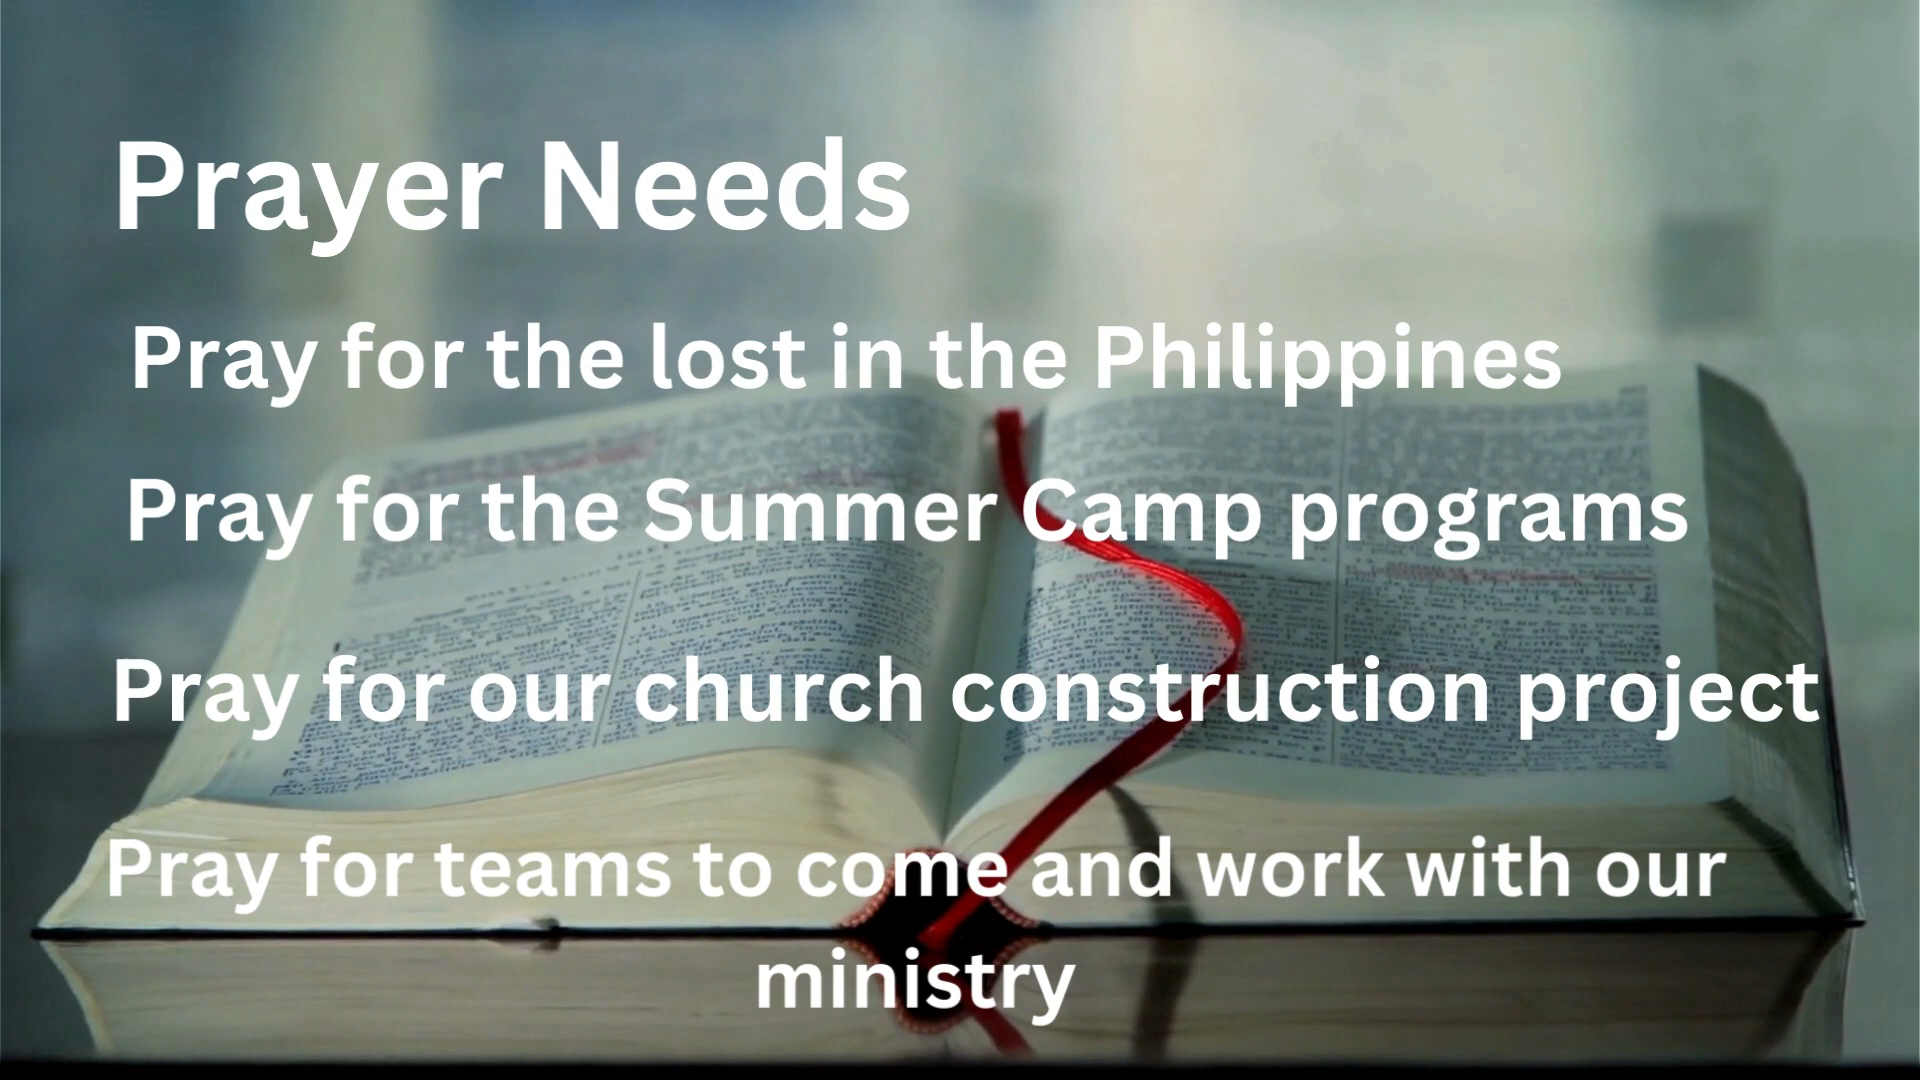 Prayer Needs
Pray for the lost in the Philippines
Pray for the Summer Camp programs
Pray for our church construction project
Pray for teams to come and work with our
ministry